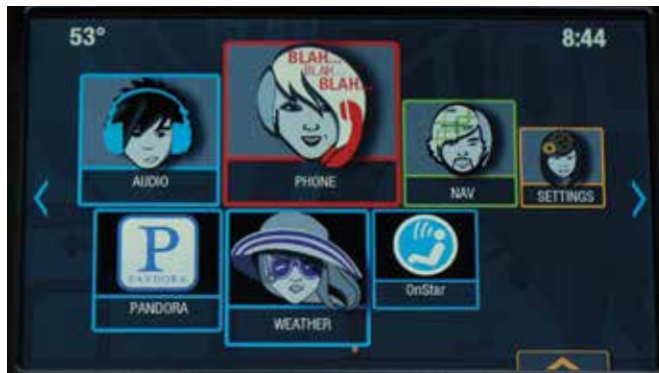 53°
8:44
BLAH...
BLAH...
BLAH...
AUDIO
PHONE
NAV
SETTINGS
P
PANDORA
PANDORA
WEATHER
OnStar